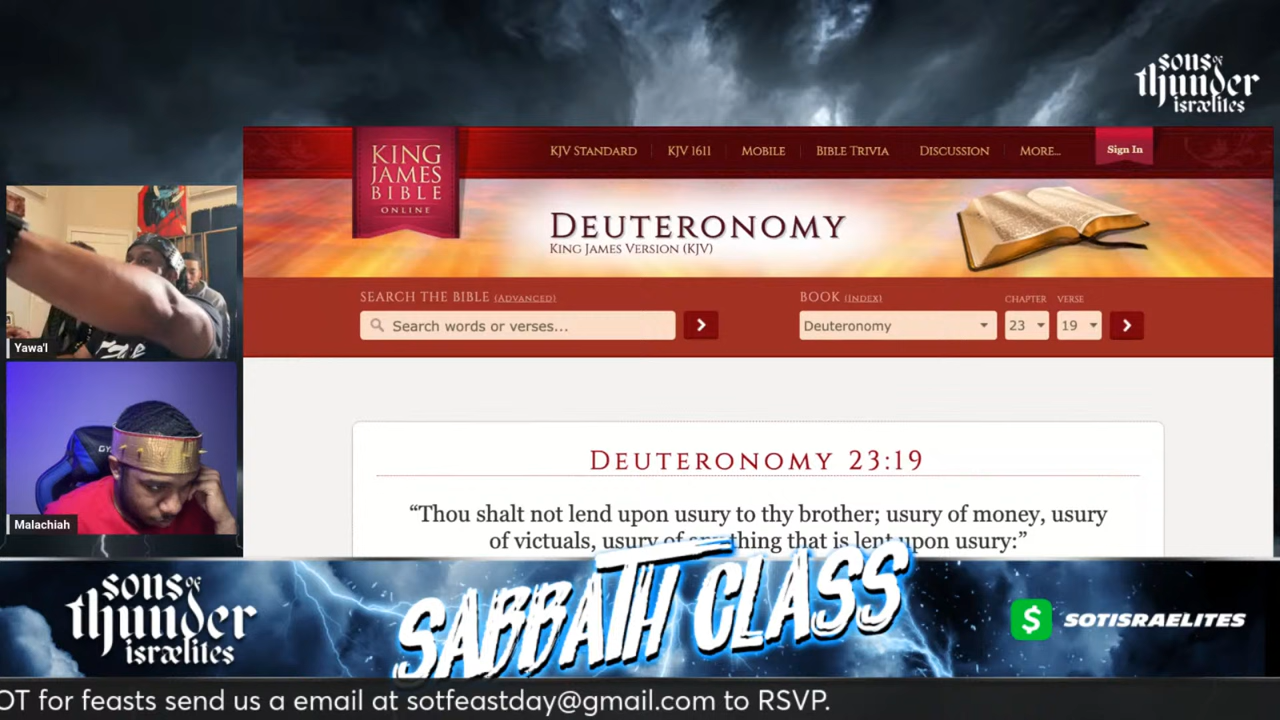 sons of
thunder
israelites
KING
JAMES
BIBLE
ONLINE
KJV Standard
KJV 1611
Mobile
Bible Trivia
Discussion
More...
Sign In
Deuteronomy
King James Version (KJV)
Search the Bible (Advanced)
Book (Index)
Chapter
Verse
Search words or verses...
Deuteronomy
23
19
Yawa'l
Malachiah
Deuteronomy 23:19
“Thou shalt not lend upon usury to thy brother; usury of money, usury
of victuals, usury of any thing that is lent upon usury:”
sons of
thunder
israelites
SABBATH CLASS
$ SOTISRAELITES
OT for feasts send us a email at sotfeastday@gmail.com to RSVP.